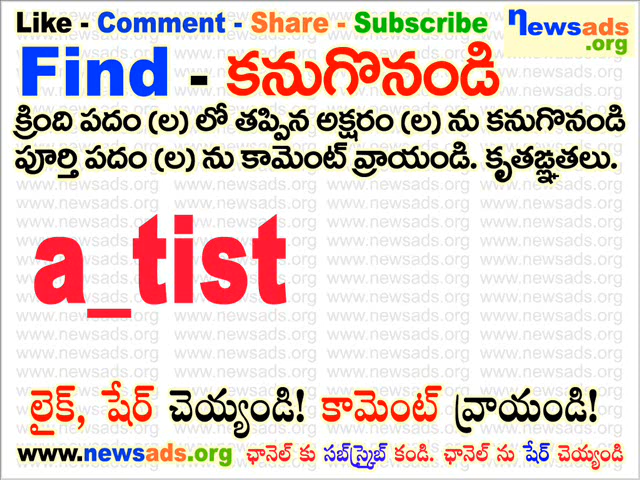 Like - Comment - Share - Subscribe
newsads
.org
Find - కనుగొనండి
క్రింది పదం (ల) లో తప్పిన అక్షరం (ల) ను కనుగొనండి
పూర్తి పదం (ల) ను కామెంట్ వ్రాయండి. కృతఙ్ఞతలు.
a_tist
లైక్, షేర్ చెయ్యండి! కామెంట్ వ్రాయండి!
www.newsads.org ఛానెల్ కు సబ్‌స్క్రైబ్ కండి. ఛానెల్ ను షేర్ చెయ్యండి